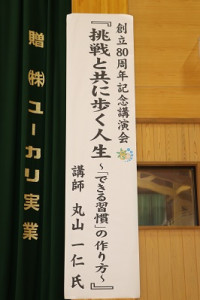 創立80周年記念講演会
『挑戦と共に歩く人生
～「できる習慣」の作り方～』
講師 丸山 一仁 氏
贈 ㈱ユーカリ実業